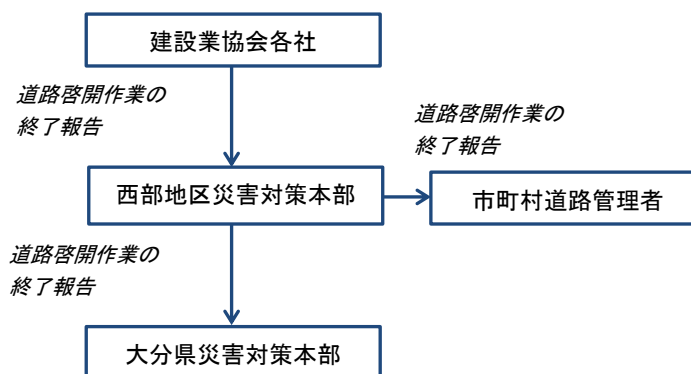 建設業協会各社
道路啓開作業の
終了報告
道路啓開作業の
終了報告
西部地区災害対策本部
市町村道路管理者
道路啓開作業の
終了報告
大分県災害対策本部